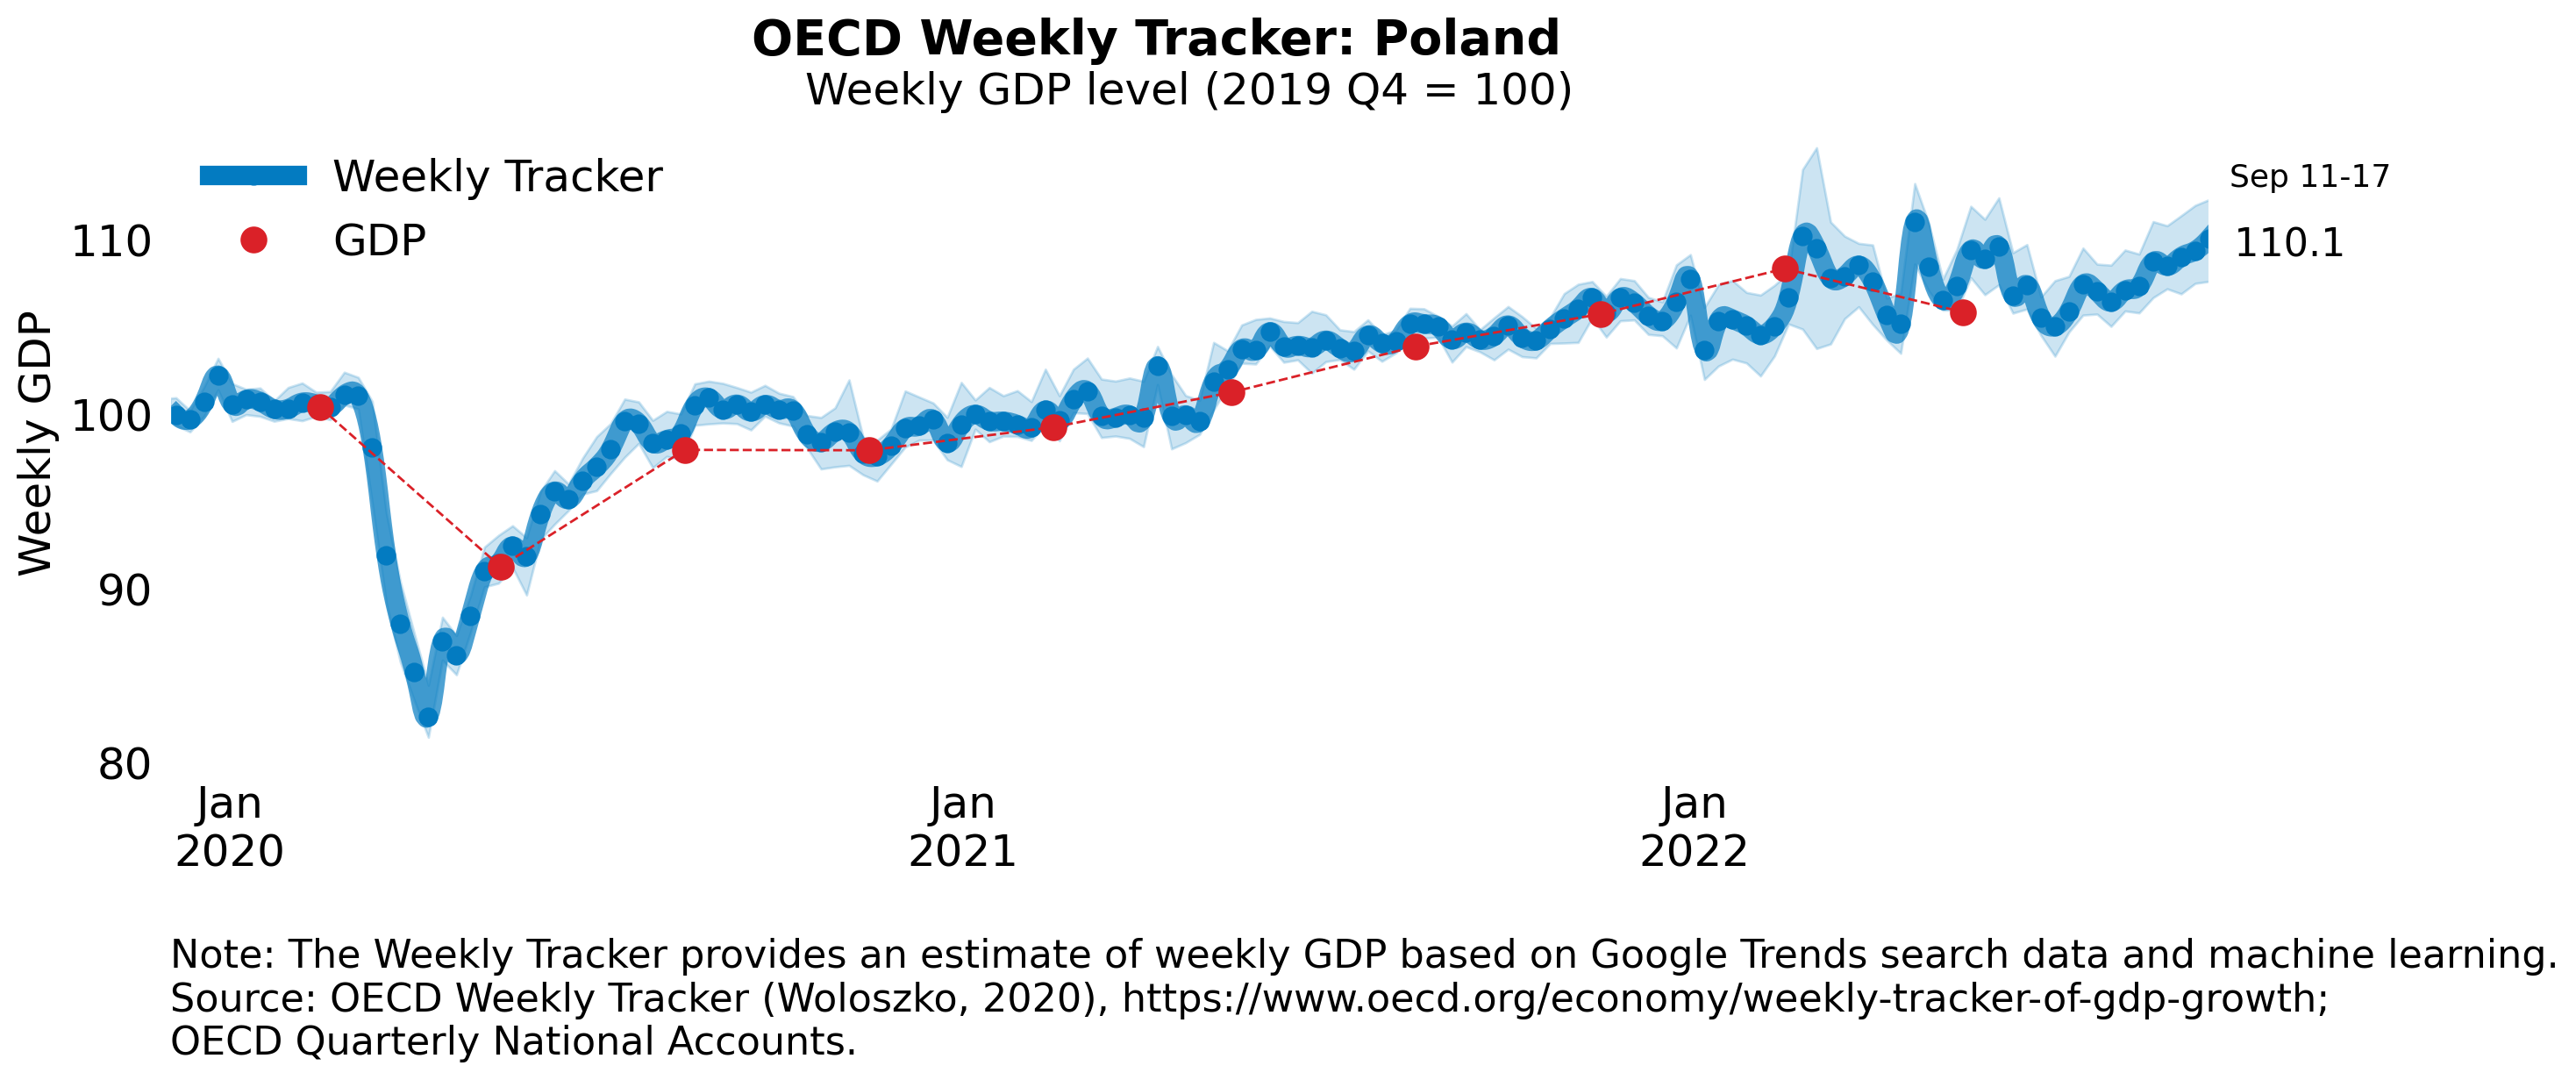 OECD Weekly Tracker: Poland
Weekly GDP level (2019 Q4 = 100)
Weekly Tracker
GDP
Sep 11-17
110.1
Weekly GDP
110
100
90
80
Jan
2020
Jan
2021
Jan
2022
Note: The Weekly Tracker provides an estimate of weekly GDP based on Google Trends search data and machine learning.
Source: OECD Weekly Tracker (Woloszko, 2020), https://www.oecd.org/economy/weekly-tracker-of-gdp-growth;
OECD Quarterly National Accounts.